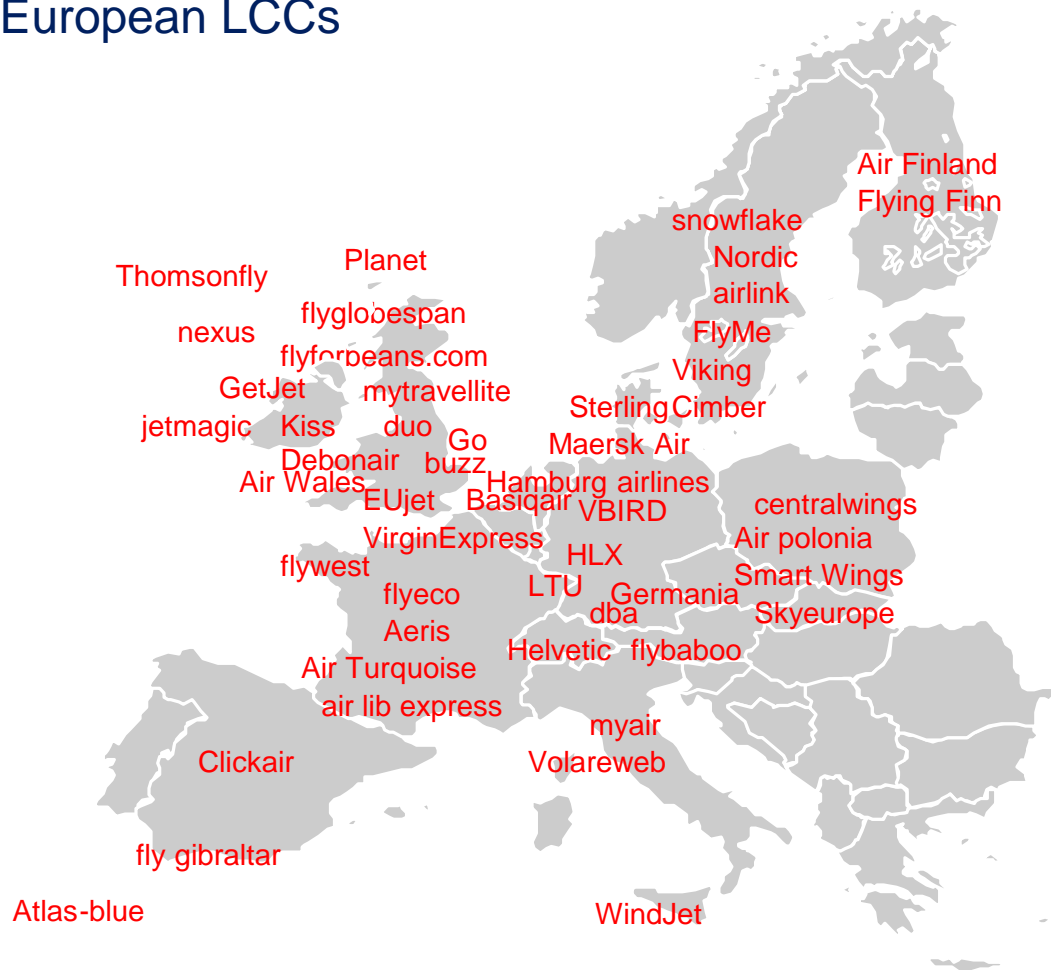 European LCCs
Air Finland
Flying Finn
snowflake
Nordic
airlink
Planet
Thomsonfly
flyglobespan
nexus
FlyMe
flyforbeans.com
Viking
GetJet
mytravellite
Sterling Cimber
jetmagic
Kiss
duo
Go
Maersk Air
Debonair
buzz
Air Wales
Hamburg airlines
EUjet
Basiqair
VBIRD
centralwings
VirginExpress
Air polonia
HLX
flywest
Smart Wings
LTU
Germania
flyeco
dba
Skyeurope
Aeris
Helvetic
flybaboo
Air Turquoise
air lib express
myair
Clickair
Volareweb
fly gibraltar
Atlas-blue
WindJet